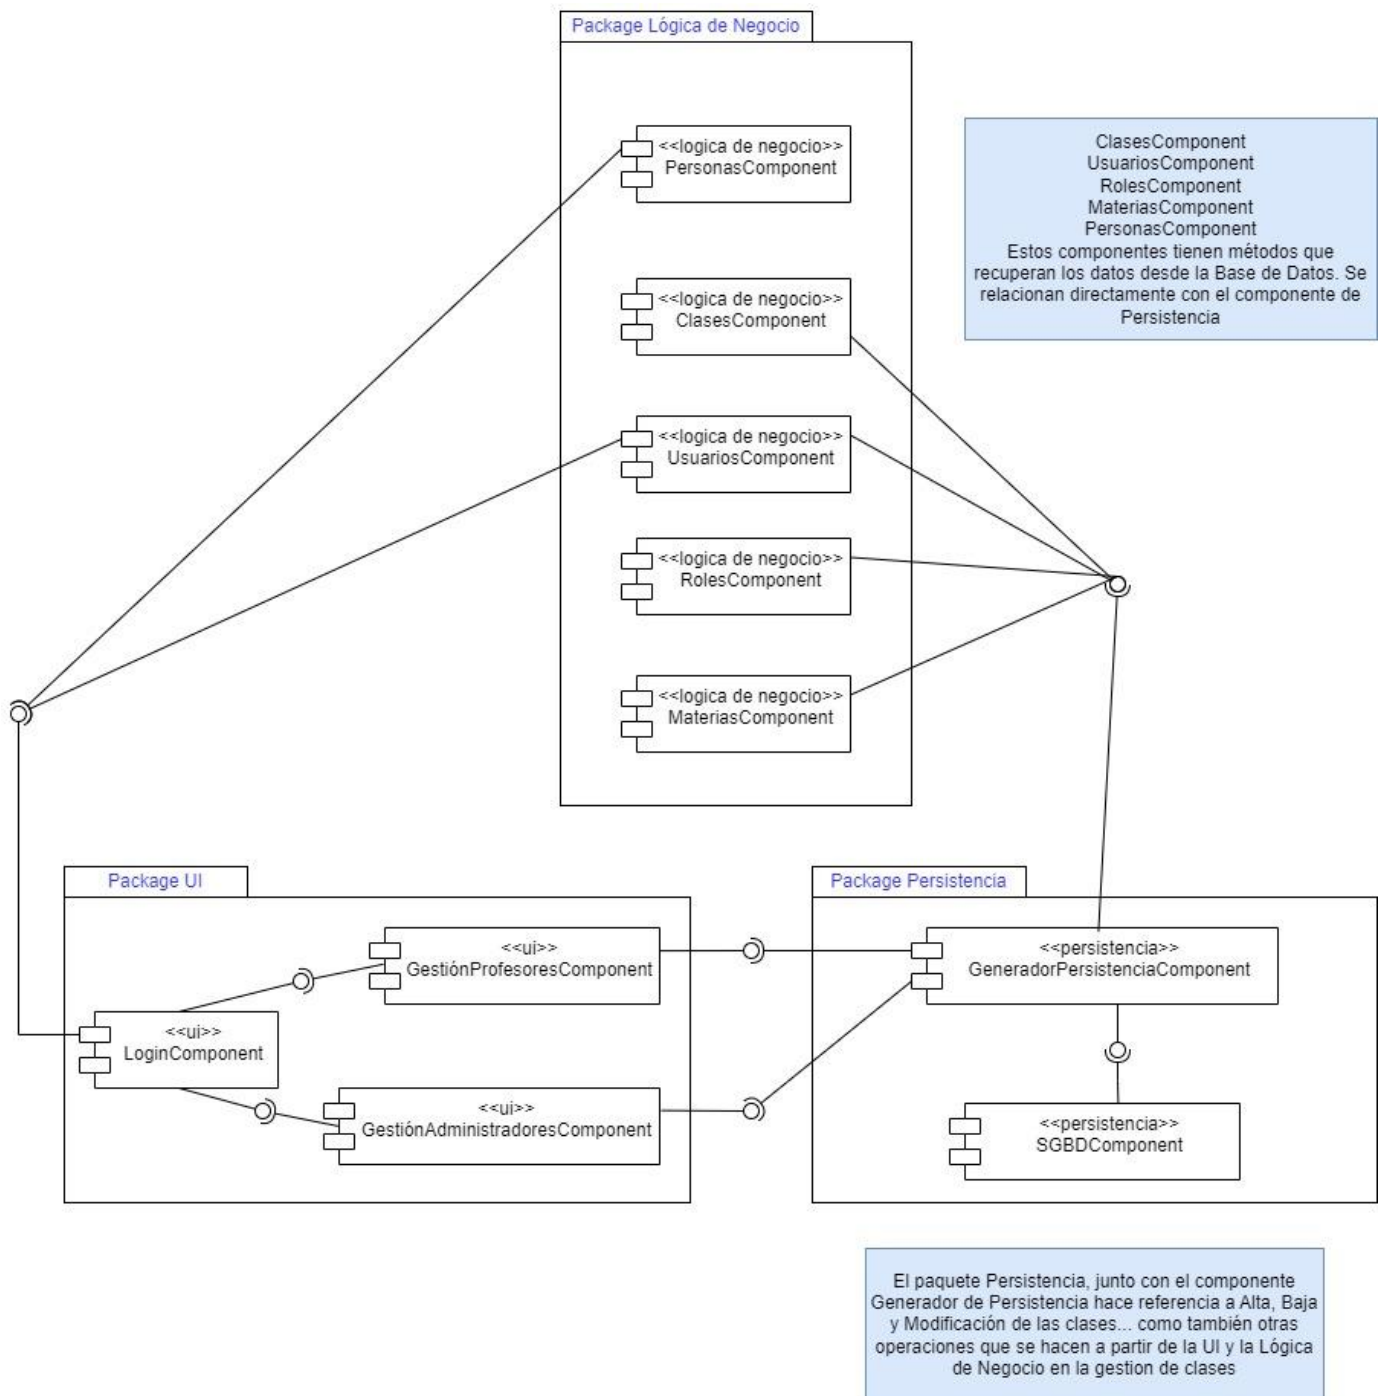 Package Lógica de Negocio
<<logica de negocio>>
PersonasComponent
<<logica de negocio>>
ClasesComponent
<<logica de negocio>>
UsuariosComponent
<<logica de negocio>>
RolesComponent
<<logica de negocio>>
MateriasComponent
ClasesComponent
UsuariosComponent
RolesComponent
MateriasComponent
PersonasComponent
Estos componentes tienen métodos que
recuperan los datos desde la Base de Datos. Se
relacionan directamente con el componente de
Persistencia
Package UI
<<ui>>
GestiónProfesoresComponent
<<ui>>
LoginComponent
<<ui>>
GestiónAdministradoresComponent
Package Persistencia
<<persistencia>>
GeneradorPersistenciaComponent
<<persistencia>>
SGBDComponent
El paquete Persistencia, junto con el componente
Generador de Persistencia hace referencia a Alta, Baja
y Modificación de las clases... como también otras
operaciones que se hacen a partir de la UI y la Lógica
de Negocio en la gestion de clases